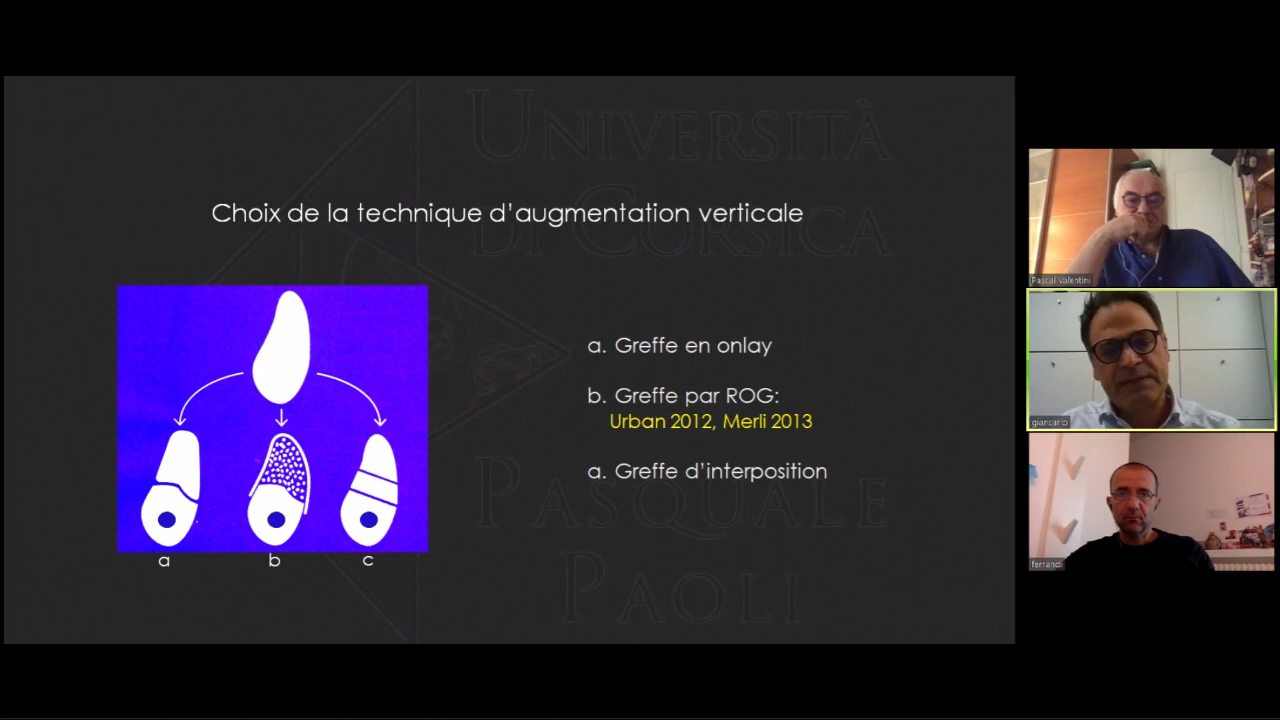 UNIVERSITÀ
DI CORSICA
Choix de la technique d'augmentation verticale
a. Greffe en onlay
b. Greffe par ROG:
Urban 2012, Merli 2013
a. Greffe d'interposition
a b c
PASQUALE
PAOLI
Pascal Valentini
giancarlo
ferrandi